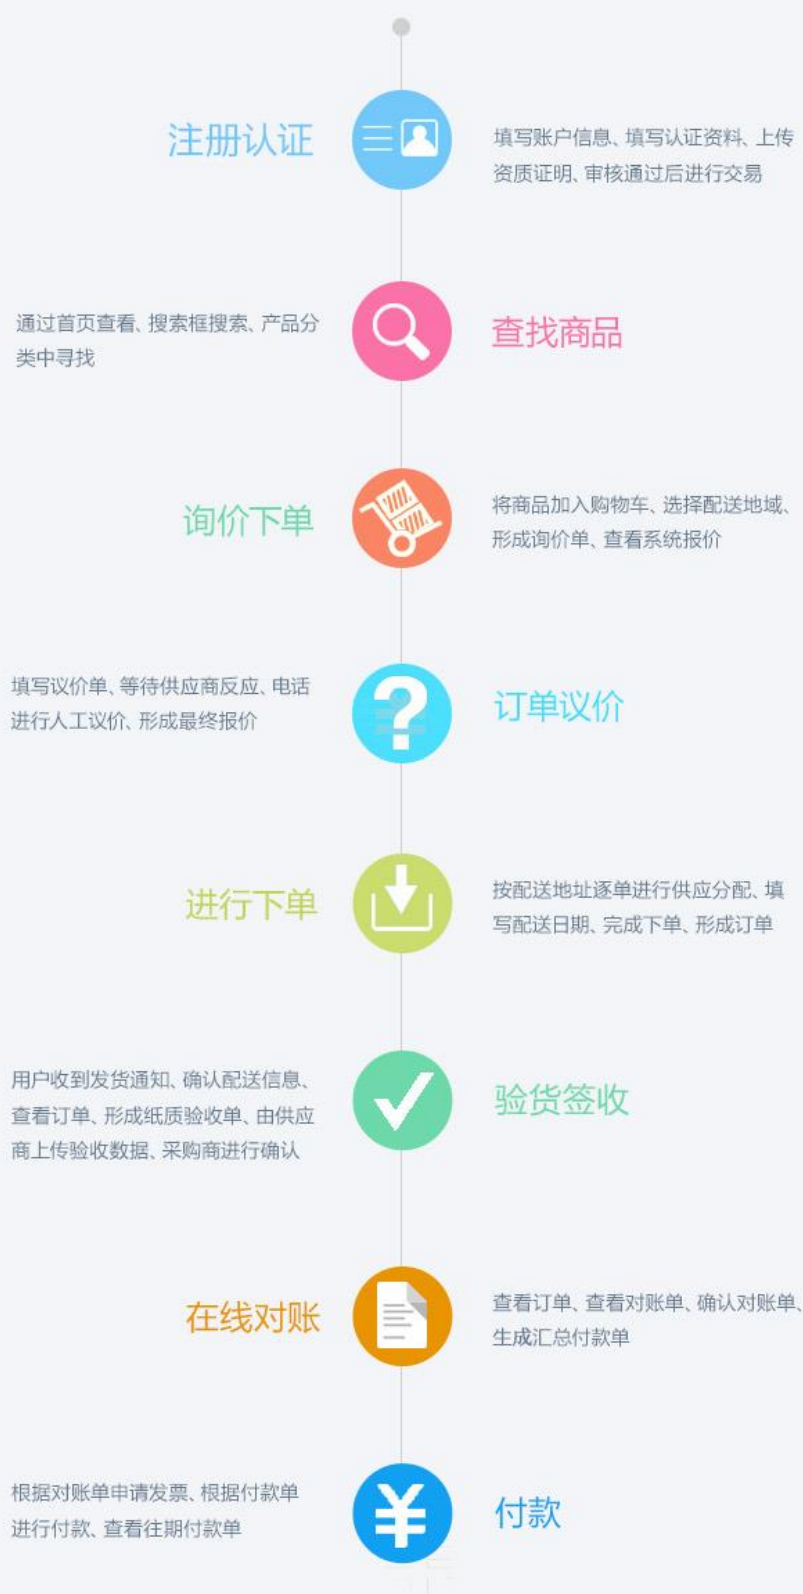 注册认证
填写账户信息、填写认证资料、上传
资质证明、审核通过后进行交易
通过首页查看、搜索框搜索、产品分
类中寻找
查找商品
询价下单
将商品加入购物车、选择配送地域、
形成询价单、查看系统报价
填写议价单、等待供应商反应、电话
进行人工议价、形成最终报价
?
订单议价
进行下单
按配送地址逐单进行供应分配、填
写配送日期、完成下单、形成订单
用户收到发货通知、确认配送信息、
查看订单、形成纸质验收单、由供应
商上传验收数据、采购商进行确认
验货签收
在线对账
查看订单、查看对账单、确认对账单、
生成汇总付款单
根据对账单申请发票、根据付款单
进行付款、查看往期付款单
¥
付款